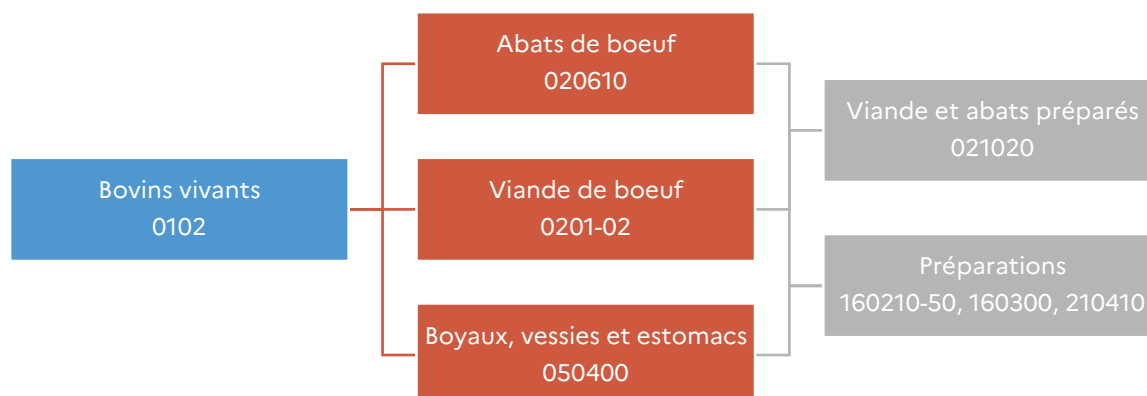 Abats de boeuf
020610
Viande et abats préparés
021020
Bovins vivants
0102
Viande de boeuf
0201-02
Préparations
160210-50, 160300, 210410
Boyaux, vessies et estomacs
050400